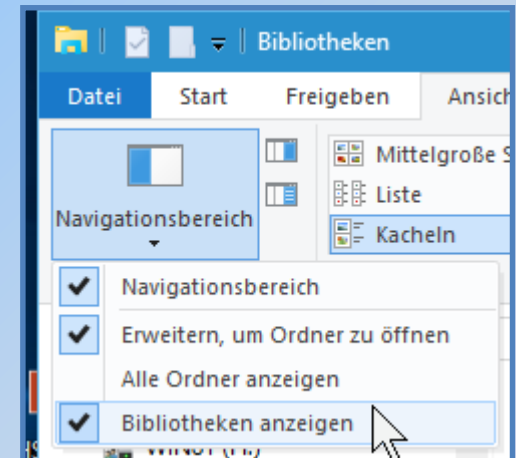 Bibliotheken
Datei Start Freigeben Ansich
Mittelgroße S
Liste
Navigationsbereich
Kacheln
Navigationsbereich
Erweitern, um Ordner zu öffnen
Alle Ordner anzeigen
Bibliotheken anzeigen